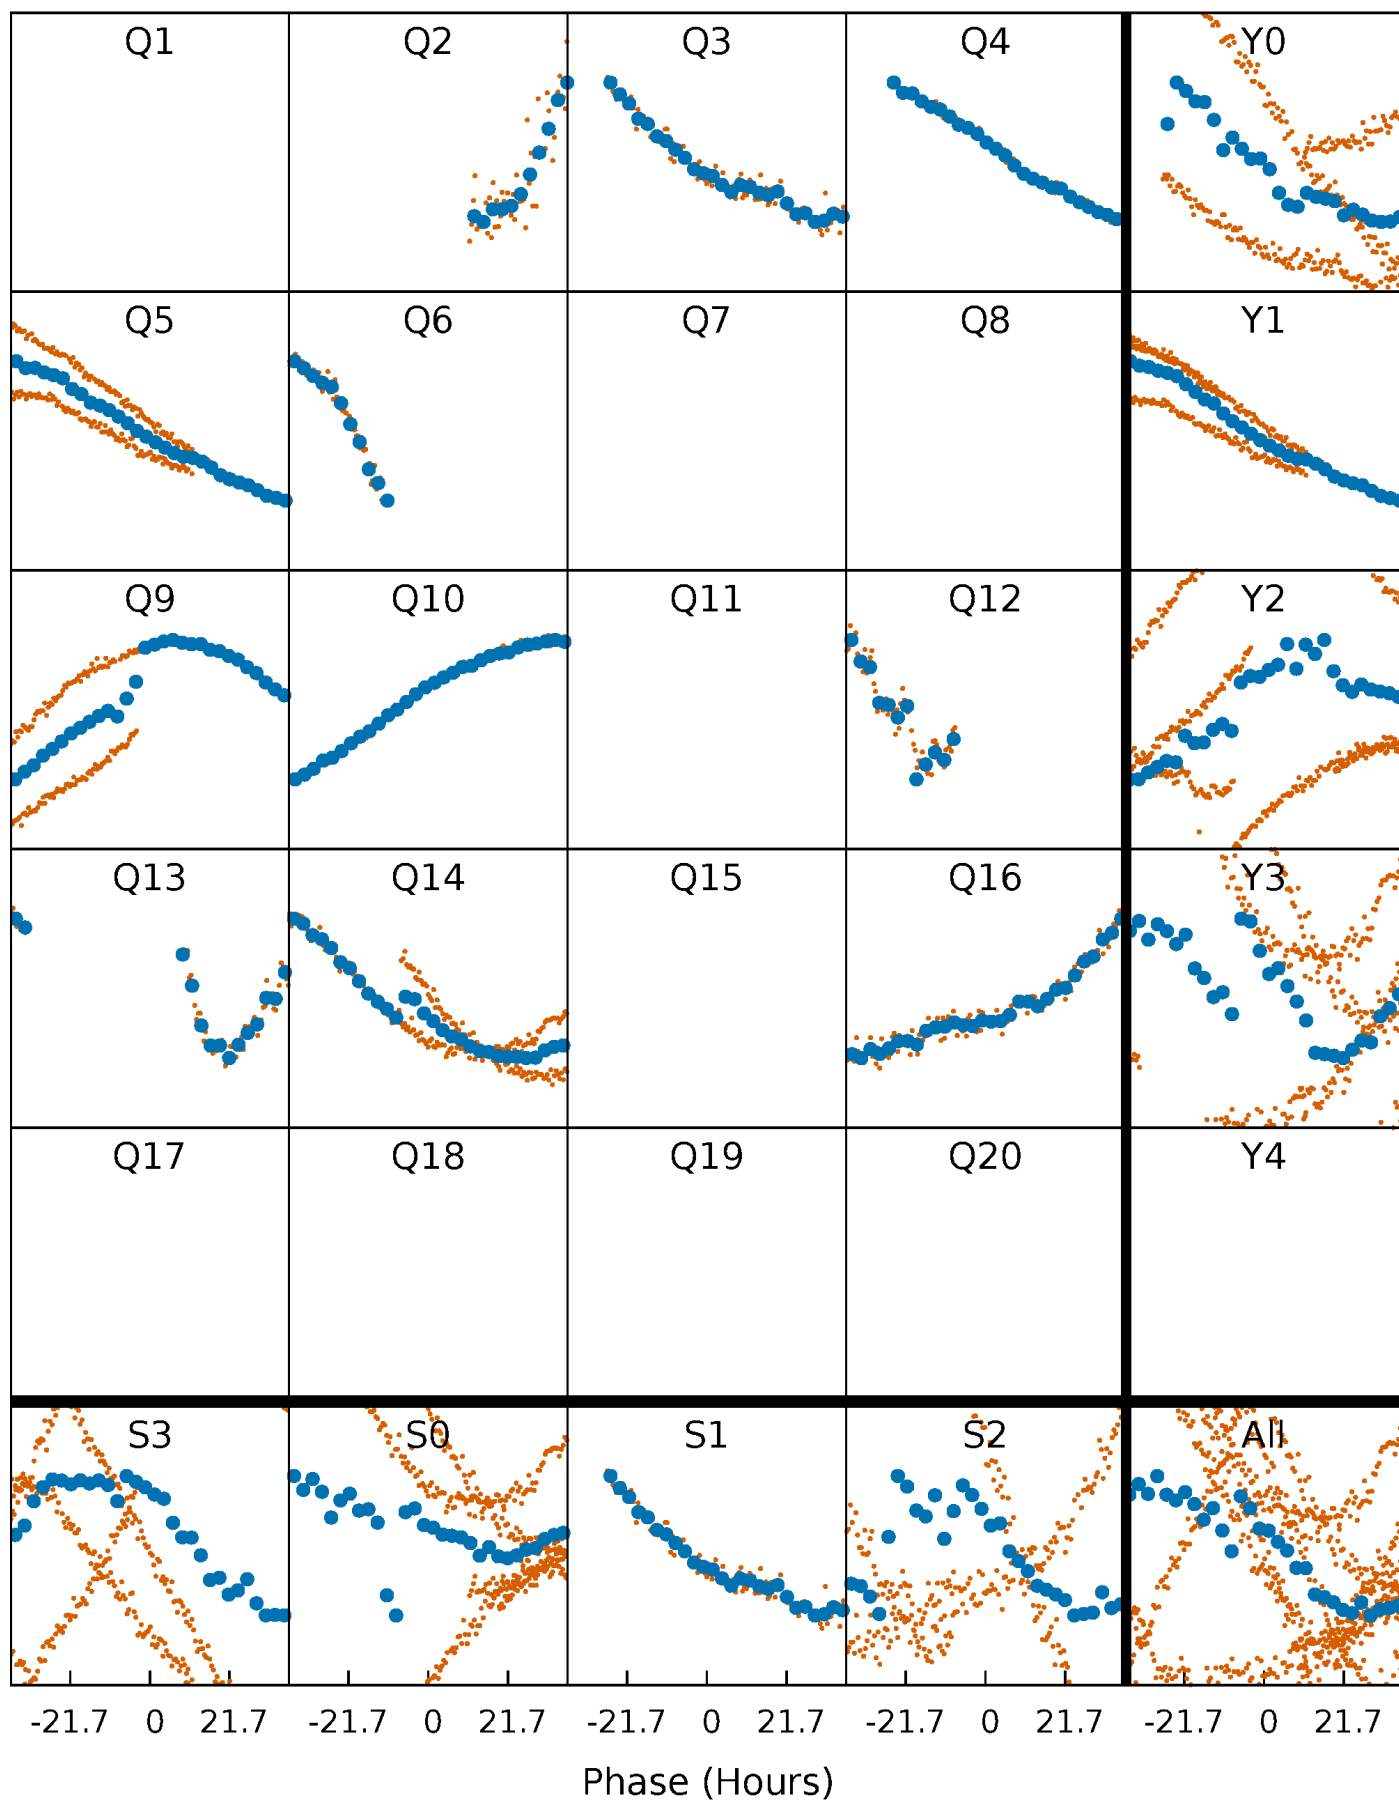 Q1 Q2 Q3 Q4 Y0
Q5 Q6 Q7 Q8 Y1
Q9 Q10 Q11 Q12 Y2
Q13 Q14 Q15 Q16 Y3
Q17 Q18 Q19 Q20 Y4
S3 S0 S1 S2 All
-21.7 0 21.7 -21.7 0 21.7 -21.7 0 21.7 -21.7 0 21.7 -21.7 0 21.7
Phase (Hours)